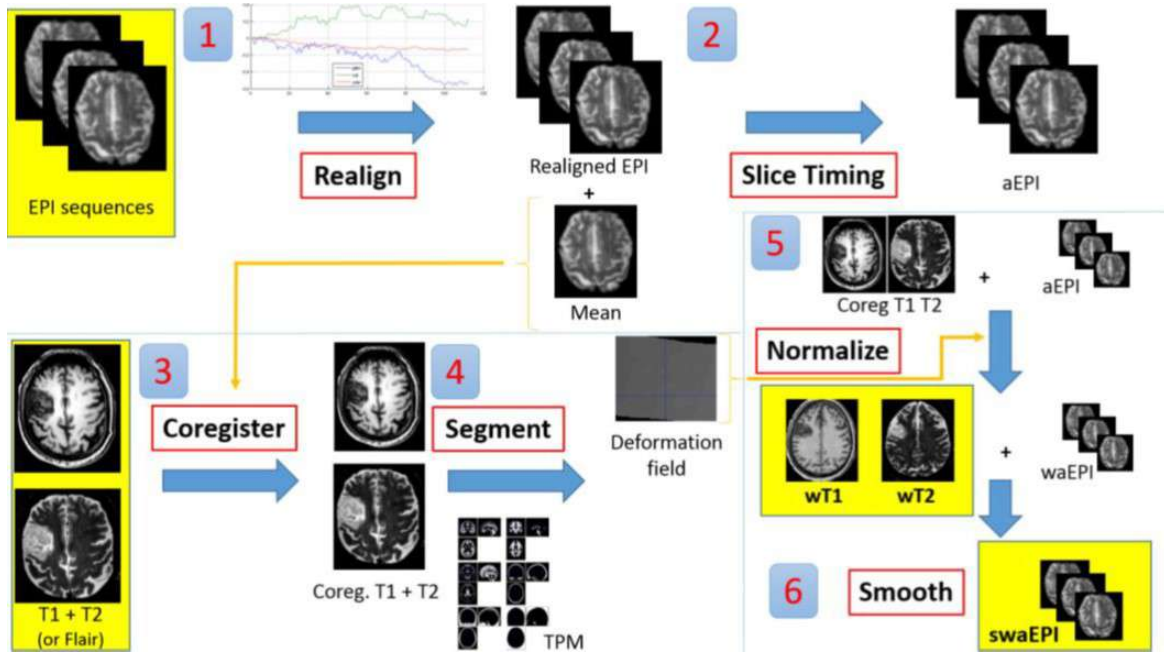 1
2
Realign
Realigned EPI
Slice Timing
aEPI
EPI sequences
+
Mean
3
Coregister
T1 + T2
(or Flair)
4
Segment
Coreg. T1 + T2
TPM
Deformation
field
5
Coreg T1 T2
+
aEPI
Normalize
wT1
wT2
+
waEPI
6
Smooth
swaEPI